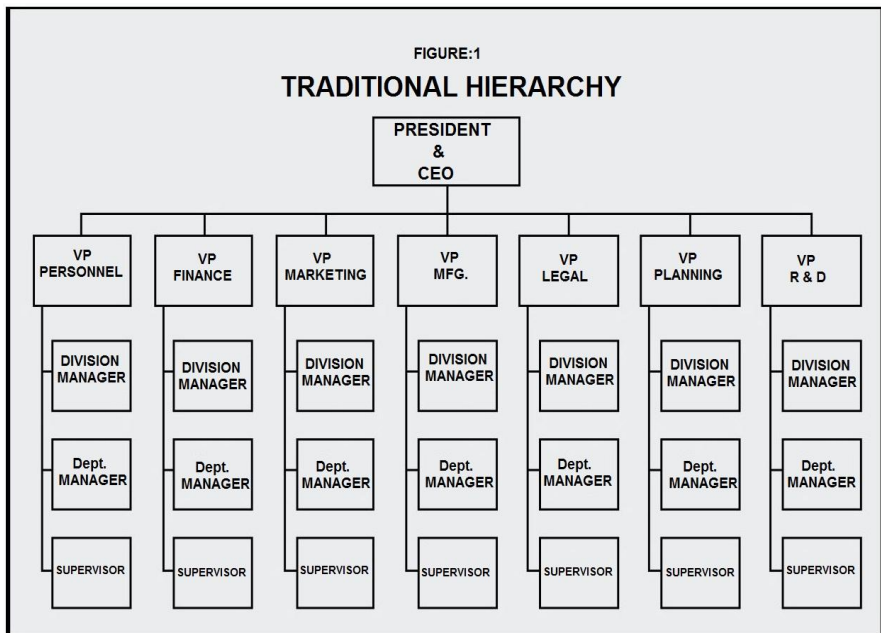 FIGURE:1
TRADITIONAL HIERARCHY
PRESIDENT
&
CEO
VP
PERSONNEL
VP
FINANCE
VP
MARKETING
VP
MFG.
VP
LEGAL
VP
PLANNING
VP
R & D
DIVISION
MANAGER
DIVISION
MANAGER
DIVISION
MANAGER
DIVISION
MANAGER
DIVISION
MANAGER
DIVISION
MANAGER
DIVISION
MANAGER
Dept.
MANAGER
Dept.
MANAGER
Dept.
MANAGER
Dept.
MANAGER
Dept.
MANAGER
Dept.
MANAGER
Dept.
MANAGER
SUPERVISOR
SUPERVISOR
SUPERVISOR
SUPERVISOR
SUPERVISOR
SUPERVISOR
SUPERVISOR